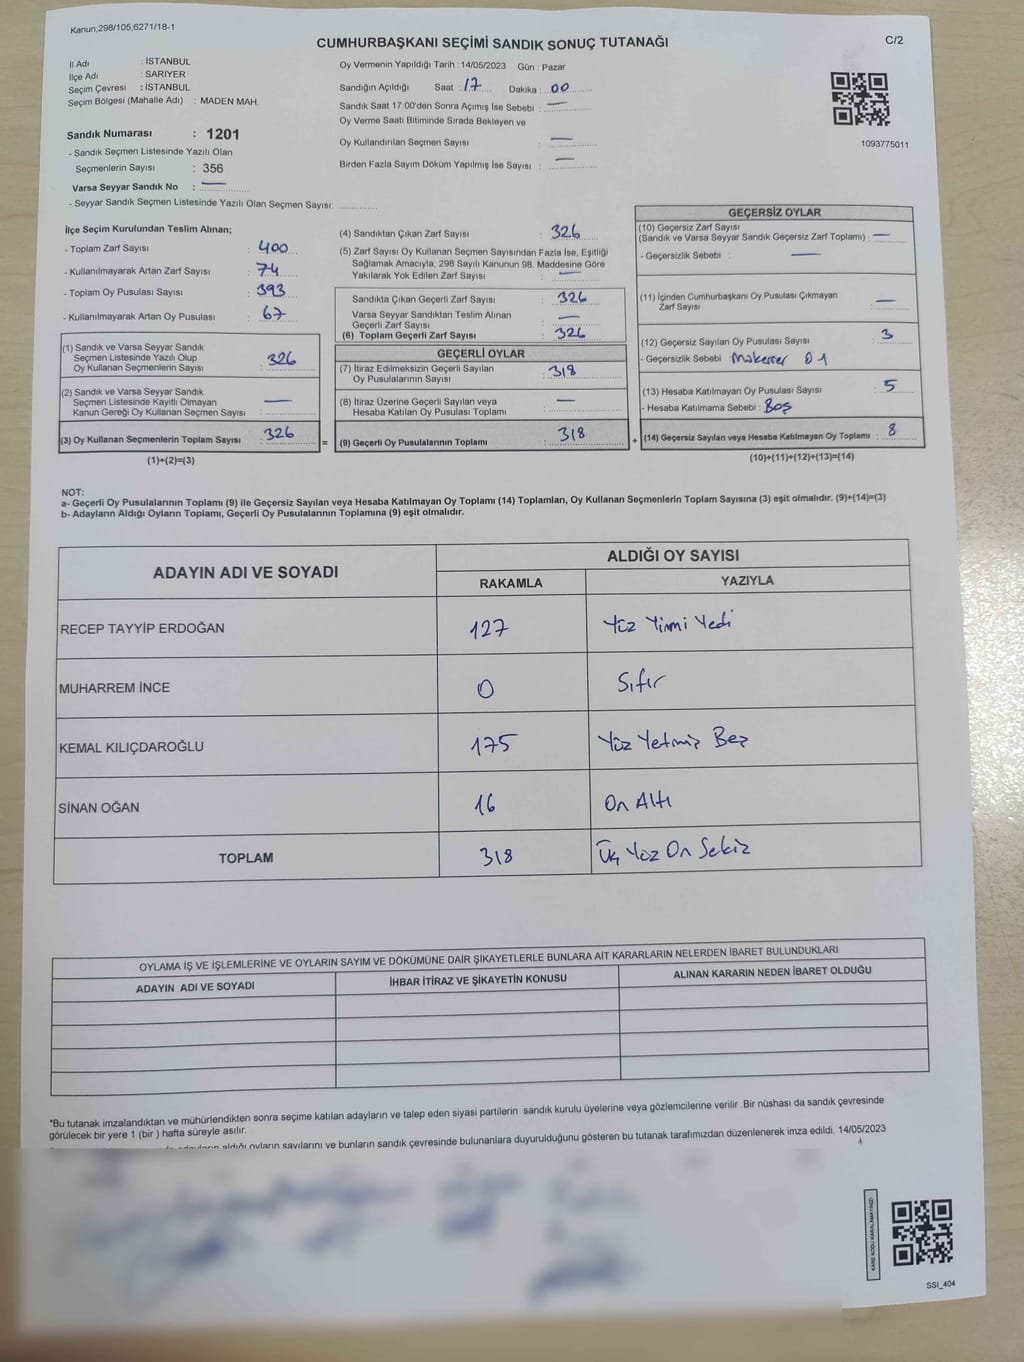 Kanun;298/105,6271/18-1
CUMHURBAŞKANI SEÇİMİ SANDIK SONUÇ TUTANAĞI
C/2
İl Adı : İSTANBUL
İlçe Adı : SARIYER
Seçim Çevresi : İSTANBUL
Seçim Bölgesi (Mahalle Adı) : MADEN MAH.
Sandık Numarası : 1201
- Sandık Seçmen Listesinde Yazılı Olan
Seçmenlerin Sayısı : 356
Varsa Seyyar Sandık No : —
- Seyyar Sandık Seçmen Listesinde Yazılı Olan Seçmen Sayısı:
Oy Vermenin Yapıldığı Tarih : 14/05/2023 Gün : Pazar
Sandığın Açıldığı Saat : 17 Dakika : 00
Sandık Saat 17:00'den Sonra Açımış İse Sebebi : —
Oy Verme Saati Bitiminde Sırada Bekleyen ve
Oy Kullandırılan Seçmen Sayısı : —
Birden Fazla Sayım Döküm Yapılmış İse Sayısı : —
1093775011
İlçe Seçim Kurulundan Teslim Alınan;
- Toplam Zarf Sayısı : 400
- Kullanılmayarak Artan Zarf Sayısı : 74
- Toplam Oy Pusulası Sayısı : 393
- Kullanılmayarak Artan Oy Pusulası : 67
(1) Sandık ve Varsa Seyyar Sandık
Seçmen Listesinde Yazılı Olup
Oy Kullanan Seçmenlerin Sayısı : 326
(2) Sandık ve Varsa Seyyar Sandık
Seçmen Listesinde Kayıtlı Olmayan
Kanun Gereği Oy Kullanan Seçmen Sayısı : —
(3) Oy Kullanan Seçmenlerin Toplam Sayısı : 326
(1)+(2)=(3)
(4) Sandıktan Çıkan Zarf Sayısı : 326
(5) Zarf Sayısı Oy Kullanan Seçmen Sayısından Fazla İse, Eşitliği
Sağlamak Amacıyla; 298 Sayılı Kanunun 98. Maddesine Göre
Yakılarak Yok Edilen Zarf Sayısı : —
Sandıkta Çıkan Geçerli Zarf Sayısı : 326
Varsa Seyyar Sandıktan Teslim Alınan
Geçerli Zarf Sayısı : —
(6) Toplam Geçerli Zarf Sayısı : 326
GEÇERLİ OYLAR
(7) İtiraz Edilmeksizin Geçerli Sayılan
Oy Pusulalarının Sayısı : 318
(8) İtiraz Üzerine Geçerli Sayılan veya
Hesaba Katılan Oy Pusulası Toplamı : —
= (9) Geçerli Oy Pusulalarının Toplamı : 318
GEÇERSİZ OYLAR
(10) Geçersiz Zarf Sayısı
(Sandık ve Varsa Seyyar Sandık Geçersiz Zarf Toplamı) : —
- Geçersizlik Sebebi : —
(11) İçinden Cumhurbaşkanı Oy Pusulası Çıkmayan
Zarf Sayısı : —
(12) Geçersiz Sayılan Oy Pusulası Sayısı : 3
- Geçersizlik Sebebi Mükerrer 01
(13) Hesaba Katılmayan Oy Pusulası Sayısı : 5
- Hesaba Katılmama Sebebi : Boş
+ (14) Geçersiz Sayılan veya Hesaba Katılmayan Oy Toplamı : 8
(10)+(11)+(12)+(13)=(14)
NOT:
a- Geçerli Oy Pusulalarının Toplamı (9) ile Geçersiz Sayılan veya Hesaba Katılmayan Oy Toplamı (14) Toplamları, Oy Kullanan Seçmenlerin Toplam Sayısına (3) eşit olmalıdır. (9)+(14)=(3)
b- Adayların Aldığı Oyların Toplamı, Geçerli Oy Pusulalarının Toplamına (9) eşit olmalıdır.
ADAYIN ADI VE SOYADI
ALDIĞI OY SAYISI
RAKAMLA YAZIYLA
RECEP TAYYİP ERDOĞAN 127 Yüz Yirmi Yedi
MUHARREM İNCE 0 Sıfır
KEMAL KILIÇDAROĞLU 175 Yüz Yetmiş Beş
SİNAN OĞAN 16 On Altı
TOPLAM 318 Üç Yüz On Sekiz
OYLAMA İŞ VE İŞLEMLERİNE VE OYLARIN SAYIM VE DÖKÜMÜNE DAİR ŞİKAYETLERLE BUNLARA AİT KARARLARIN NELERDEN İBARET BULUNDUKLARI
ADAYIN ADI VE SOYADI İHBAR İTİRAZ VE ŞİKAYETİN KONUSU ALINAN KARARIN NEDEN İBARET OLDUĞU
*Bu tutanak imzalandıktan ve mühürlendikten sonra seçime katılan adayların ve talep eden siyasi partilerin sandık kurulu üyelerine veya gözlemcilerine verilir .Bir nüshası da sandık çevresinde
görülecek bir yere 1 (bir ) hafta süreyle asılır.
aldığı oyların sayılarını ve bunların sandık çevresinde bulunanlara duyurulduğunu gösteren bu tutanak tarafımızdan düzenlenerek imza edildi. 14/05/2023
KARE KODU KARALAMAYINIZ!
SSI_404